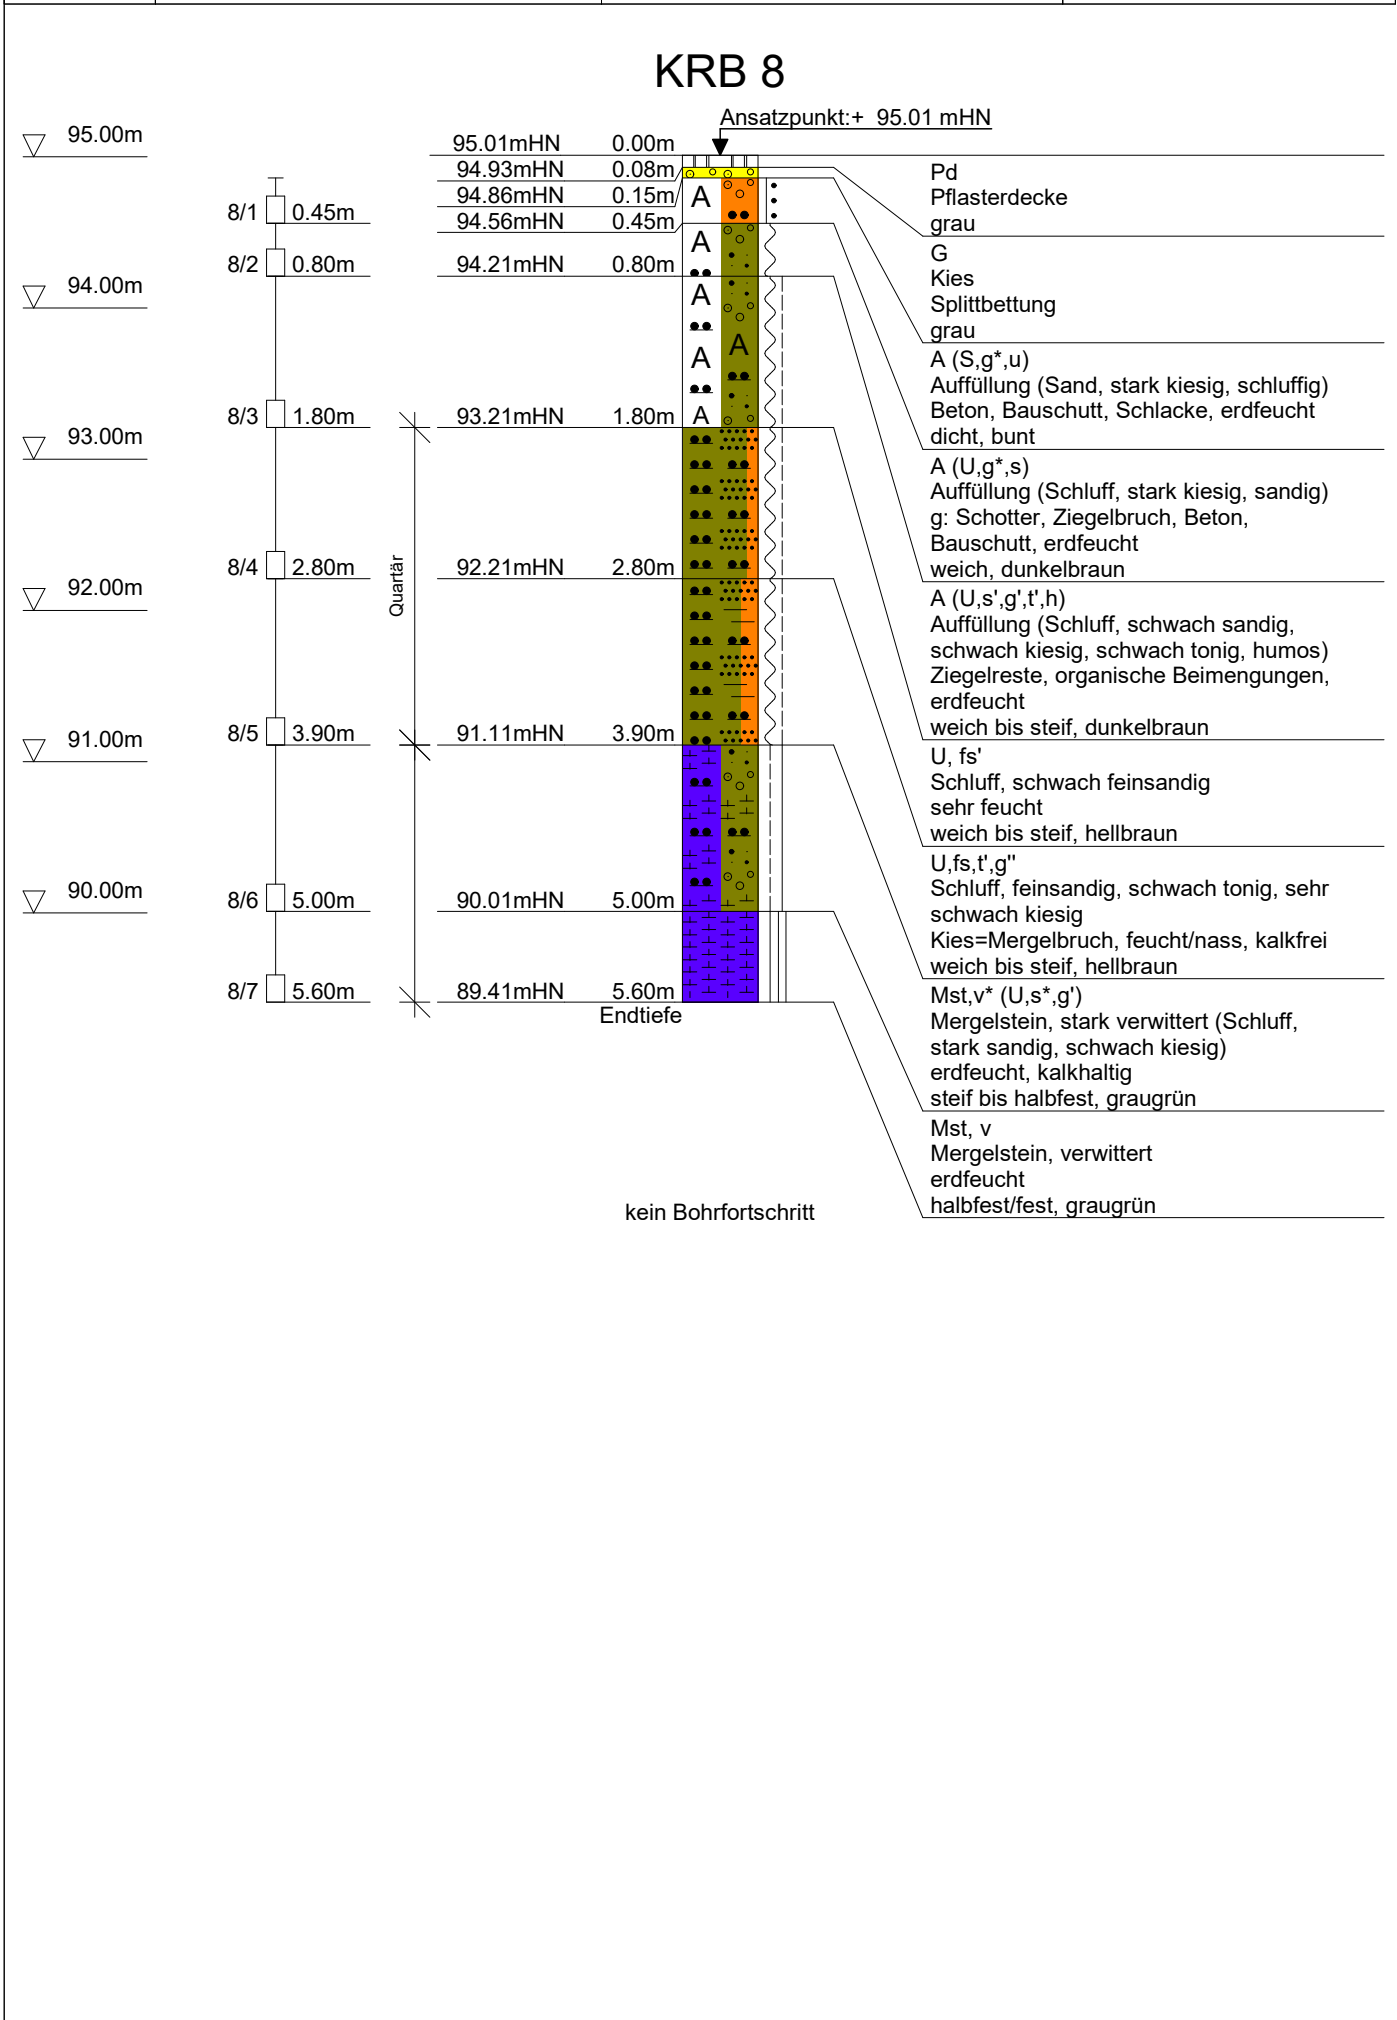 KRB 8
Ansatzpunkt:+ 95.01 mHN
95.00m
94.00m
93.00m
92.00m
91.00m
90.00m
8/1 0.45m
8/2 0.80m
8/3 1.80m
8/4 2.80m
8/5 3.90m
8/6 5.00m
8/7 5.60m
Quartär
95.01mHN 0.00m
94.93mHN 0.08m
94.86mHN 0.15m
94.56mHN 0.45m
94.21mHN 0.80m
93.21mHN 1.80m
92.21mHN 2.80m
91.11mHN 3.90m
90.01mHN 5.00m
89.41mHN 5.60m
Endtiefe
A
A
A
A
A
A
Pd
Pflasterdecke
grau
G
Kies
Splittbettung
grau
A (S,g*,u)
Auffüllung (Sand, stark kiesig, schluffig)
Beton, Bauschutt, Schlacke, erdfeucht
dicht, bunt
A (U,g*,s)
Auffüllung (Schluff, stark kiesig, sandig)
g: Schotter, Ziegelbruch, Beton,
Bauschutt, erdfeucht
weich, dunkelbraun
A (U,s',g',t',h)
Auffüllung (Schluff, schwach sandig,
schwach kiesig, schwach tonig, humos)
Ziegelreste, organische Beimengungen,
erdfeucht
weich bis steif, dunkelbraun
U, fs'
Schluff, schwach feinsandig
sehr feucht
weich bis steif, hellbraun
U,fs,t',g''
Schluff, feinsandig, schwach tonig, sehr
schwach kiesig
Kies=Mergelbruch, feucht/nass, kalkfrei
weich bis steif, hellbraun
Mst,v* (U,s*,g')
Mergelstein, stark verwittert (Schluff,
stark sandig, schwach kiesig)
erdfeucht, kalkhaltig
steif bis halbfest, graugrün
Mst, v
Mergelstein, verwittert
erdfeucht
halbfest/fest, graugrün
kein Bohrfortschritt